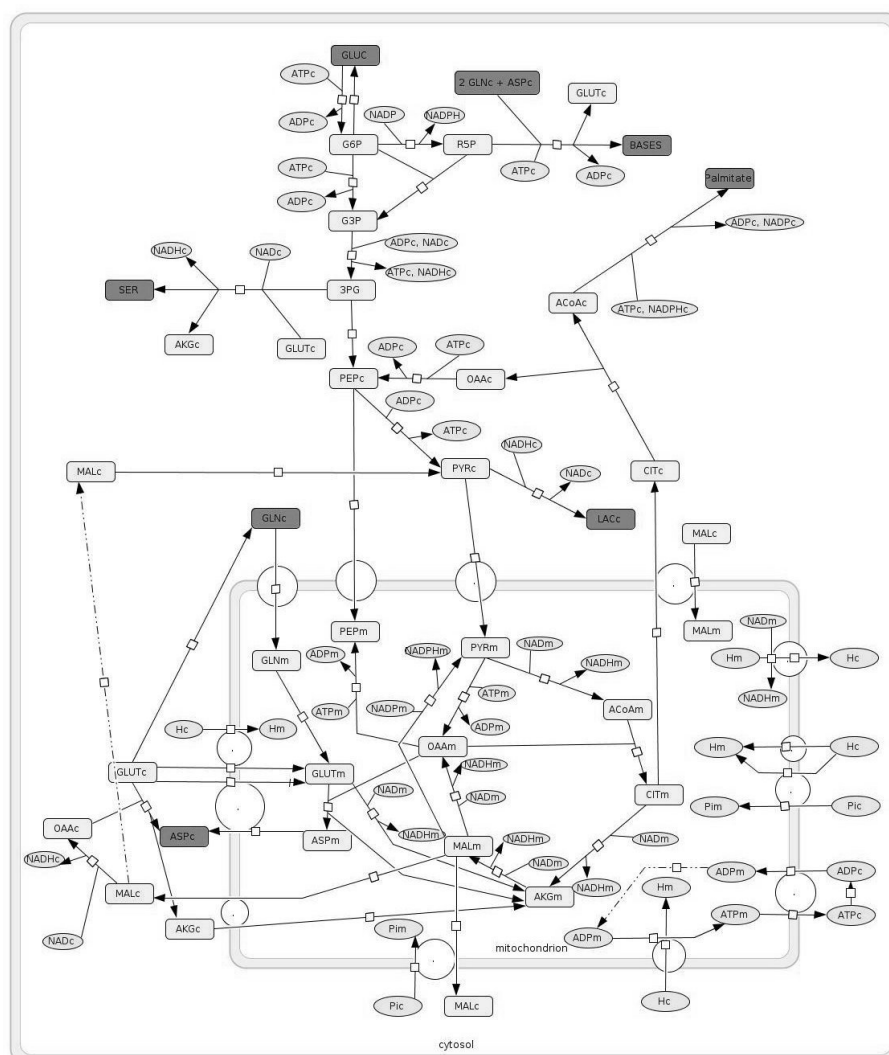 GLUC
ATPc
2 GLNc + ASPc
GLUTc
ADPc
NADP
NADPH
G6P
R5P
BASES
ATPc
ATPc
ADPc
Palmitate
ADPc
G3P
ADPc, NADPc
ADPc, NADc
NADHc
NADc
ATPc, NADHc
SER
3PG
ACoAc
ATPc, NADPHc
AKGc
GLUTc
ADPc
ATPc
PEPc
OAAc
ADPc
ATPc
NADHc
MALc
PYRc
NADc
CITc
GLNc
LACc
MALc
PEPm
MALm
NADm
GLNm
ADPm
NADPHm
PYRm
NADm
NADHm
Hm
Hc
NADHm
ATPm
NADPm
ATPm
ACoAm
Hc
Hm
ADPm
OAAm
Hm
Hc
GLUTc
GLUTm
NADHm
NADm
NADm
CITm
Pim
Pic
OAAc
ASPc
ASPm
NADHm
MALm
NADHm
NADm
NADHc
NADm
MALc
AKGm
NADHm
Hm
ADPm
ADPc
NADc
AKGc
Pim
ADPm
ATPm
ATPc
mitochondrion
Pic
MALc
Hc
cytosol